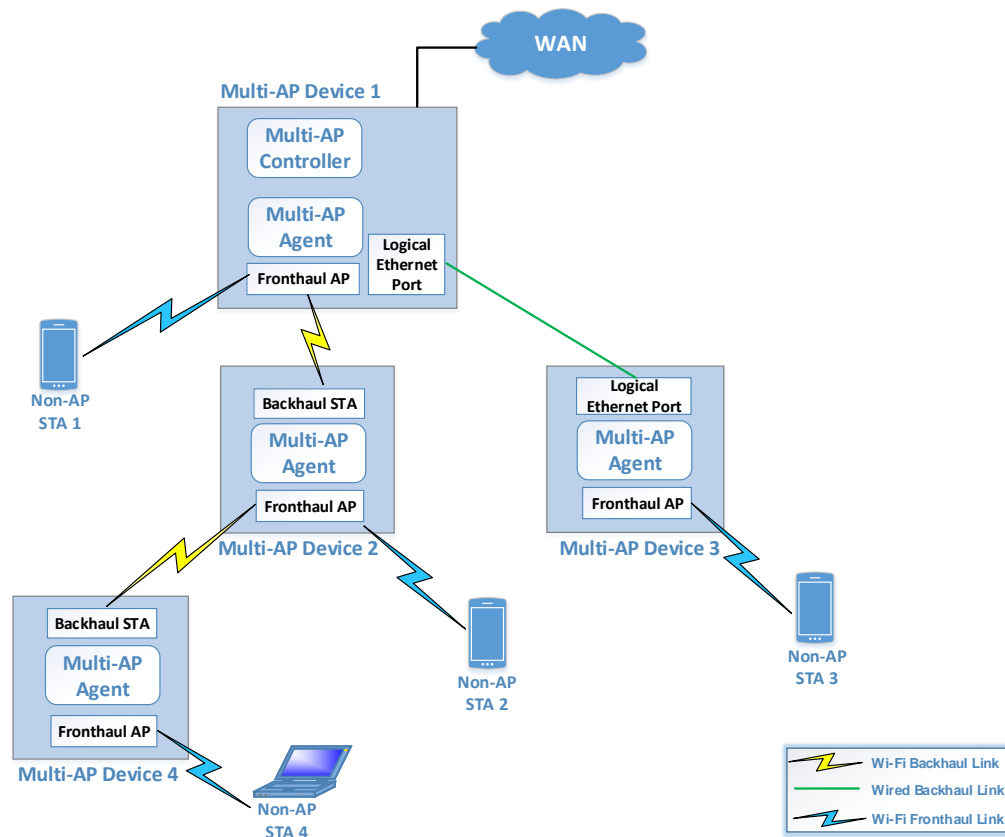 WAN
Multi-AP Device 1
Multi-AP
Controller
Multi-AP
Agent
Logical
Ethernet
Port
Fronthaul AP
Non-AP
STA 1
Backhaul STA
Multi-AP
Agent
Fronthaul AP
Multi-AP Device 2
Logical
Ethernet Port
Multi-AP
Agent
Fronthaul AP
Multi-AP Device 3
Backhaul STA
Multi-AP
Agent
Fronthaul AP
Multi-AP Device 4
Non-AP
STA 2
Non-AP
STA 3
Non-AP
STA 4
Wi-Fi Backhaul Link
Wired Backhaul Link
Wi-Fi Fronthaul Link